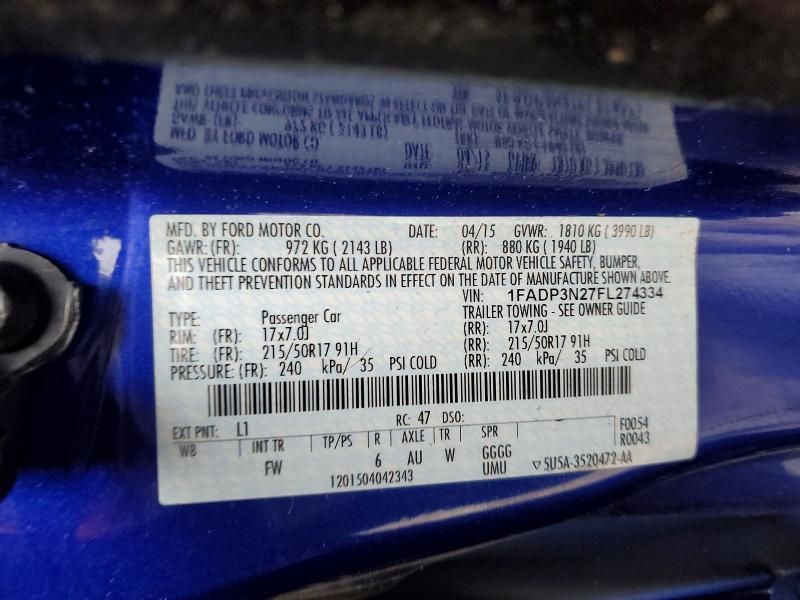 MFD. BY FORD MOTOR CO. DATE: 04/15 GVWR: 1810 KG ( 3990 LB)
GAWR: (FR): 972 KG ( 2143 LB) (RR): 880 KG ( 1940 LB)
THIS VEHICLE CONFORMS TO ALL APPLICABLE FEDERAL MOTOR VEHICLE SAFETY, BUMPER,
AND THEFT PREVENTION STANDARDS IN EFFECT ON THE DATE OF MANUFACTURE SHOWN ABOVE.
VIN: 1FADP3N27FL274334
TYPE: Passenger Car TRAILER TOWING - SEE OWNER GUIDE
RIM: (FR): 17x7.0J (RR): 17x7.0J
TIRE: (FR): 215/50R17 91H (RR): 215/50R17 91H
PRESSURE: (FR): 240 kPa/ 35 PSI COLD (RR): 240 kPa/ 35 PSI COLD
EXT PNT: L1 RC: 47 DSO: F0054
WB INT TR TP/PS R AXLE TR SPR R0043
FW 6 AU W GGGG
UMU ▽5U5A-3520472-AA
1201504042343